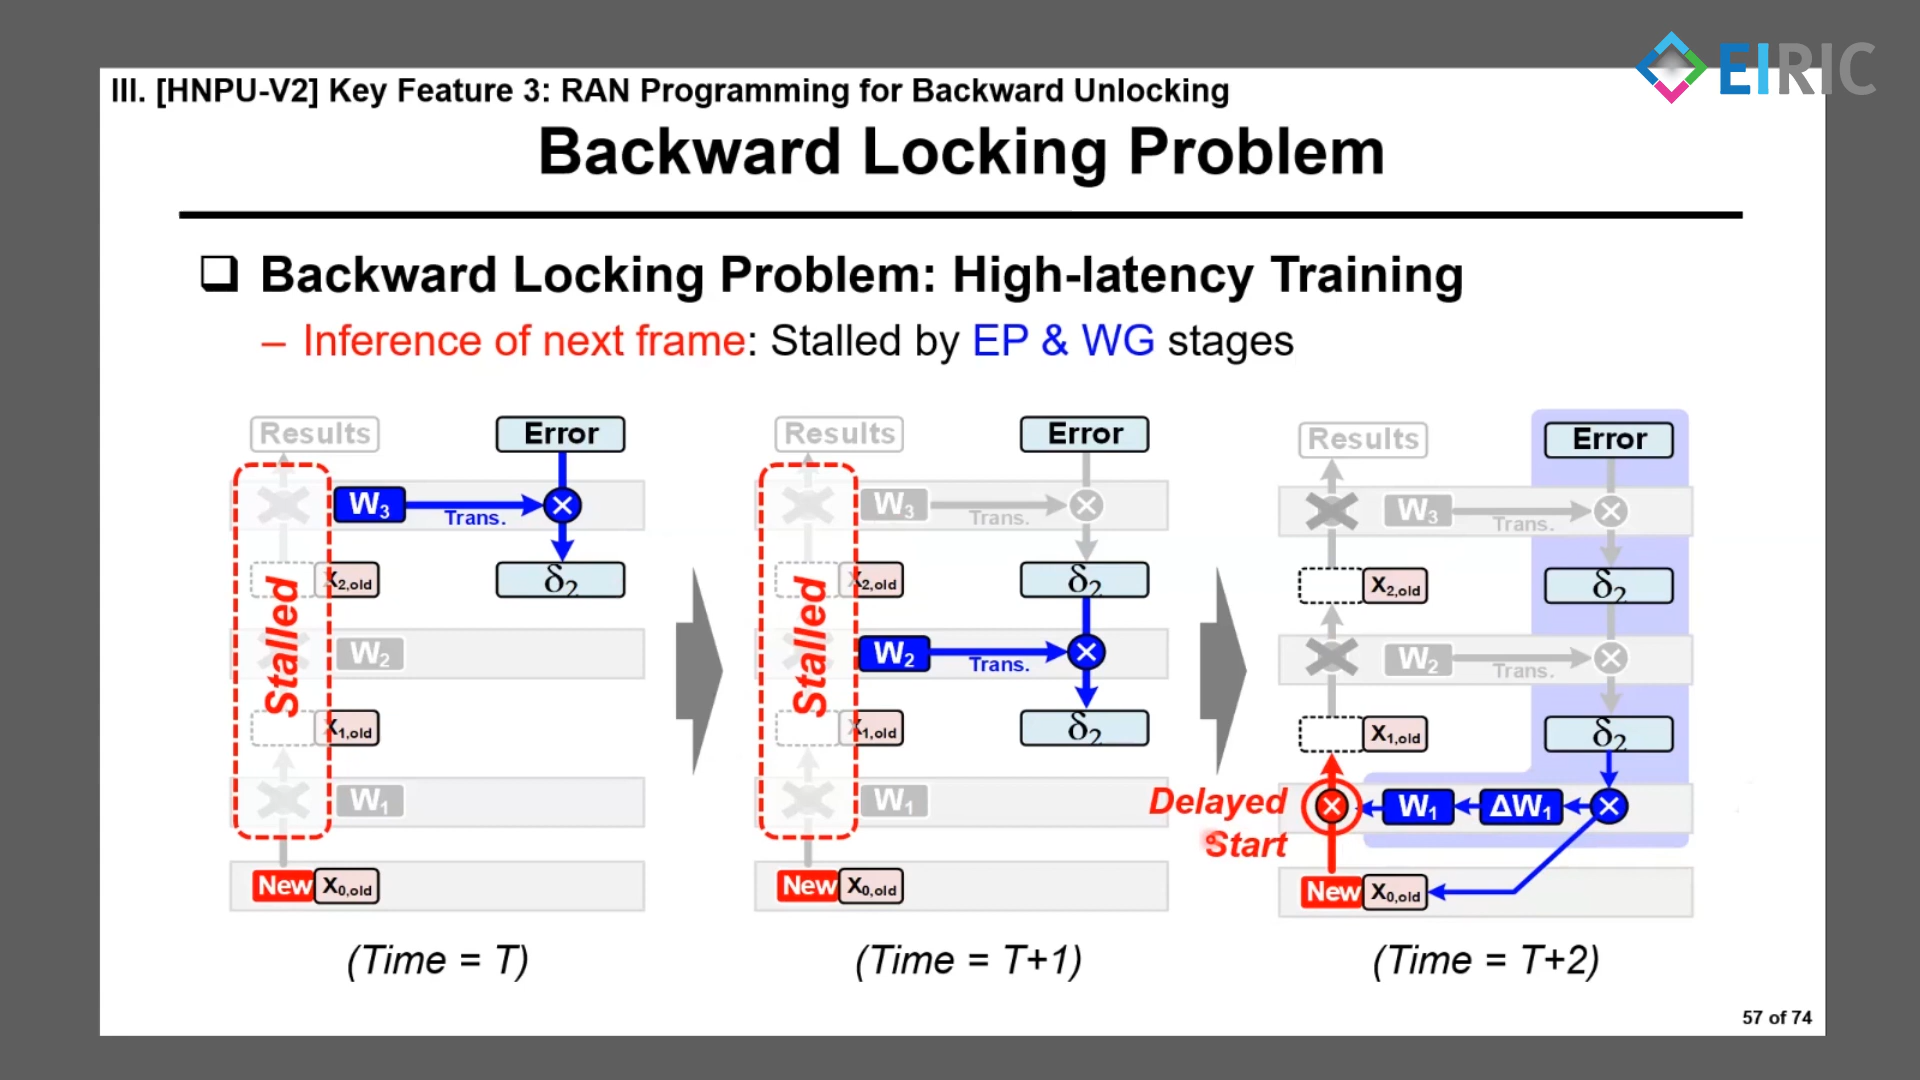 EIRIC
III. [HNPU-V2] Key Feature 3: RAN Programming for Backward Unlocking
Backward Locking Problem
Backward Locking Problem: High-latency Training
– Inference of next frame: Stalled by EP & WG stages
Results
Error
W3
Trans.
X2,old
δ2
Stalled
W2
X1,old
W1
New
X0,old
(Time = T)
Results
Error
W3
Trans.
X2,old
δ2
Stalled
W2
Trans.
X1,old
δ2
W1
New
X0,old
(Time = T+1)
Results
Error
W3
Trans.
X2,old
δ2
W2
Trans.
X1,old
δ2
Delayed
Start
W1
ΔW1
New
X0,old
(Time = T+2)
57 of 74